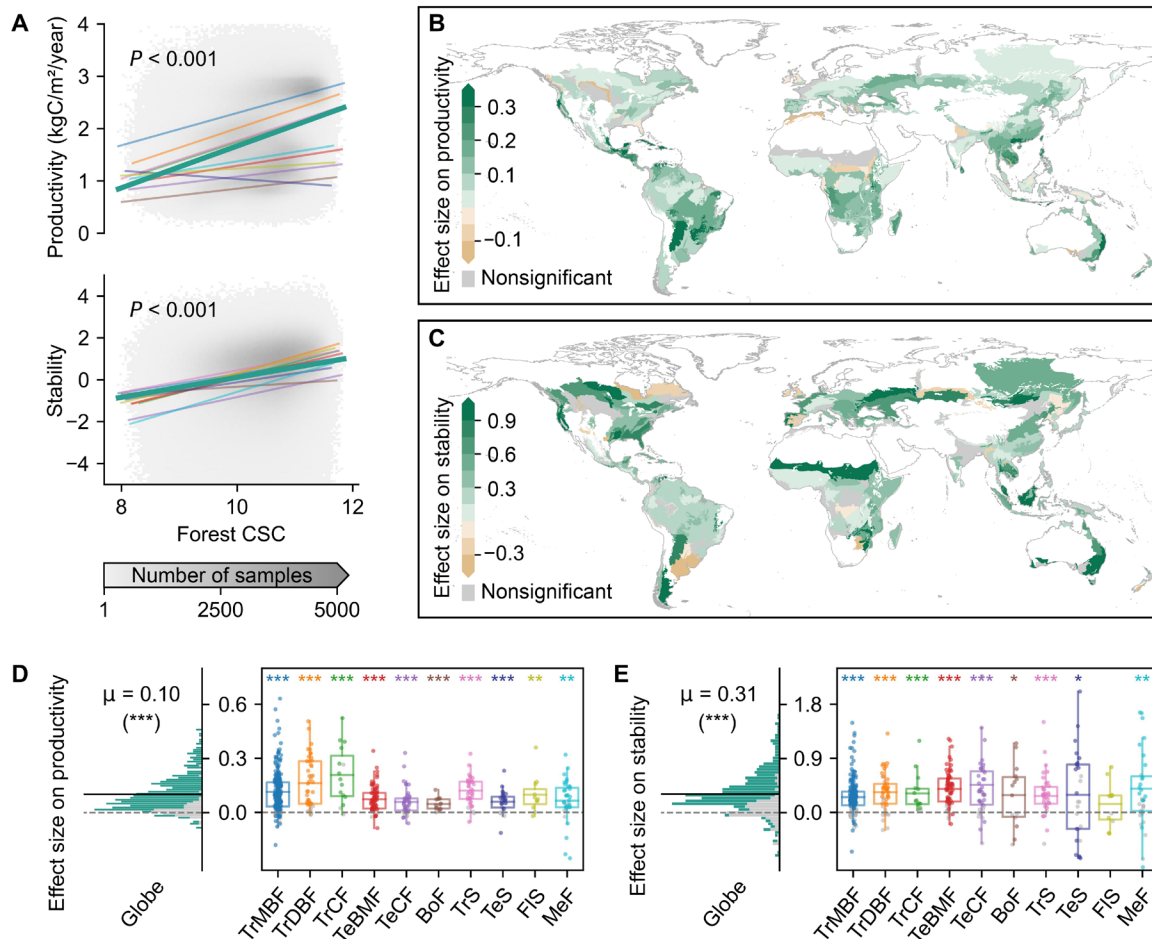 A
4
3
2
1
0
Productivity (kgC/m²/year)
P < 0.001
4
2
0
−2
−4
Stability
P < 0.001
8 10 12
Forest CSC
Number of samples
1 2500 5000
B
Effect size on productivity
0.3
0.2
0.1
−0.1
Nonsignificant
C
Effect size on stability
0.9
0.6
0.3
−0.3
Nonsignificant
D
Effect size on productivity
μ = 0.10
(***)
0.6
0.3
0.0
*** *** *** *** *** *** *** *** ** **
Globe
TrMBF TrDBF TrCF TeBMF TeCF BoF TrS TeS FlS MeF
E
Effect size on stability
μ = 0.31
(***)
1.8
0.9
0.0
*** *** *** *** *** * *** * **
Globe
TrMBF TrDBF TrCF TeBMF TeCF BoF TrS TeS FlS MeF